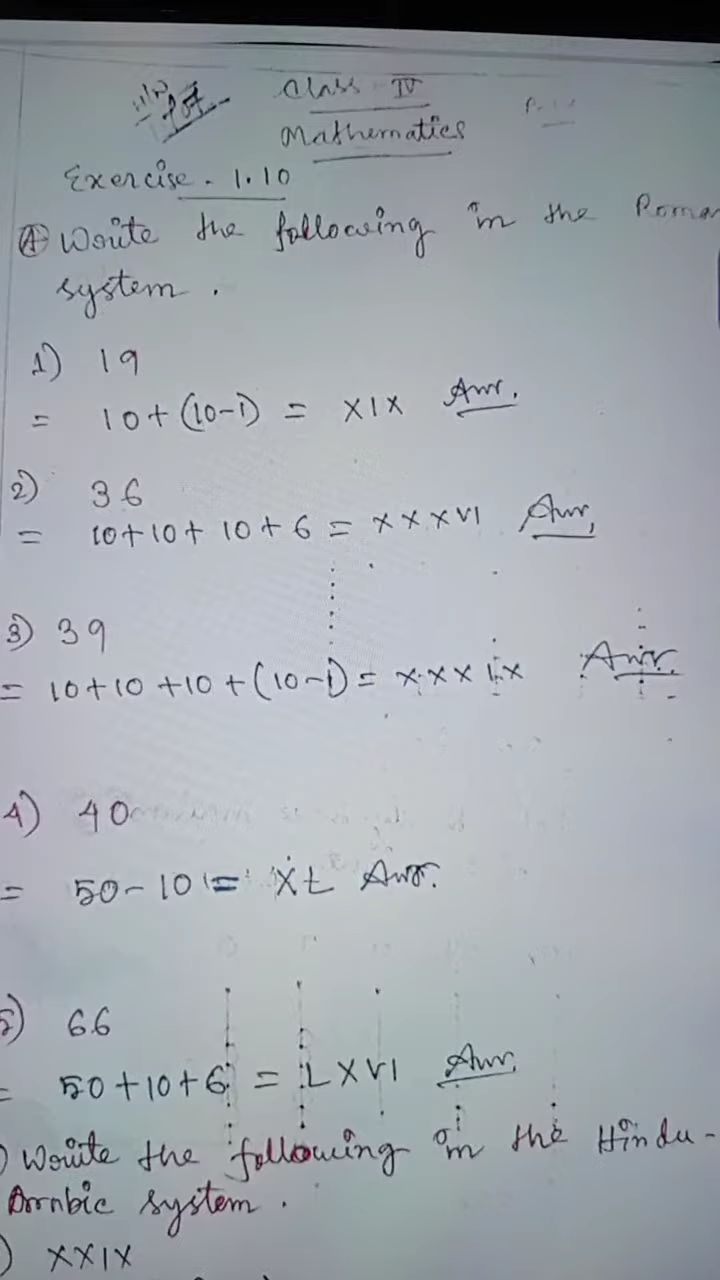 Class IV
Mathematics
Exercise - 1.10
(A) Write the following in the Roman
system.
1) 19
= 10+(10-1) = XIX Ans.
2) 36
= 10+10+10+6 = XXXVI Ans,
3) 39
= 10+10+10+(10-1) = XXXIX Ans.
4) 40
= 50-10 = XL Ans.
5) 66
= 50+10+6 = LXVI Ans.
) Write the following in the Hindu-
Arabic system.
) XXIX